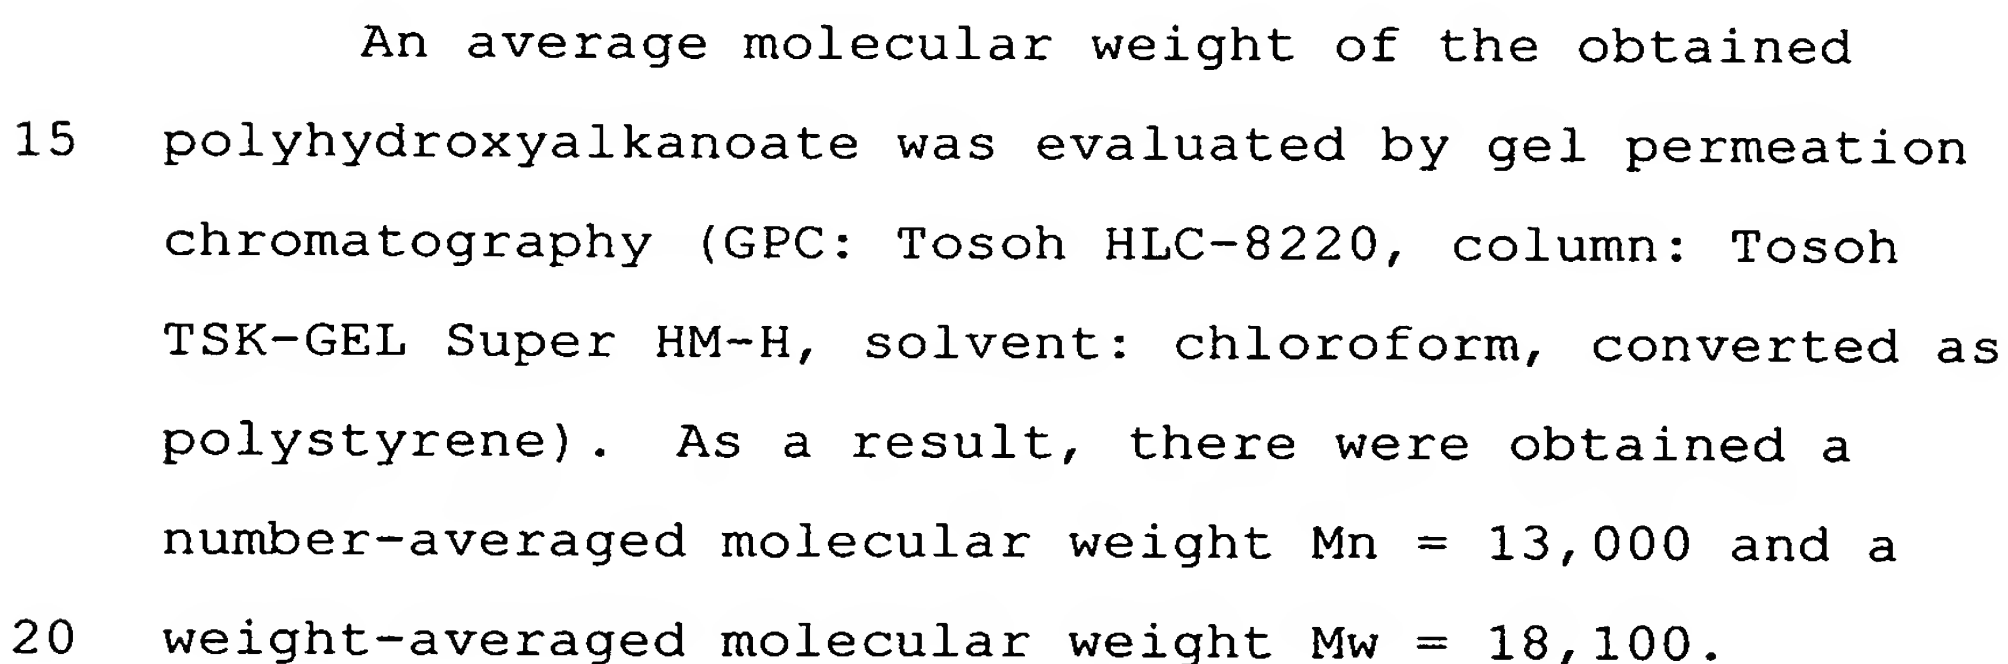 An average molecular weight of the obtained
15 polyhydroxyalkanoate was evaluated by gel permeation
chromatography (GPC: Tosoh HLC-8220, column: Tosoh
TSK-GEL Super HM-H, solvent: chloroform, converted as
polystyrene). As a result, there were obtained a
number-averaged molecular weight Mn = 13,000 and a
20 weight-averaged molecular weight Mw = 18,100.